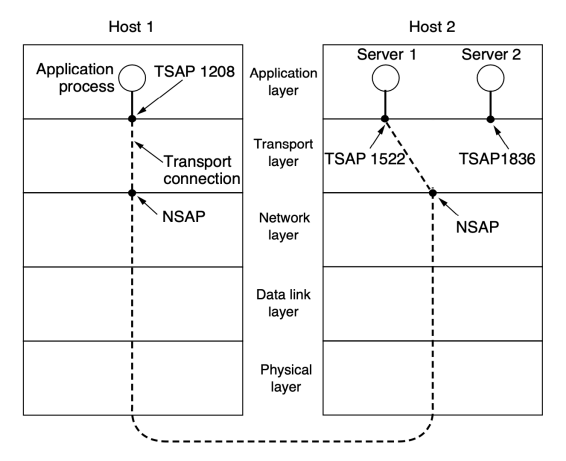 Host 1
Host 2
Application
process
TSAP 1208
Application
layer
Server 1
Server 2
Transport
connection
Transport
layer
TSAP 1522
TSAP1836
NSAP
Network
layer
NSAP
Data link
layer
Physical
layer